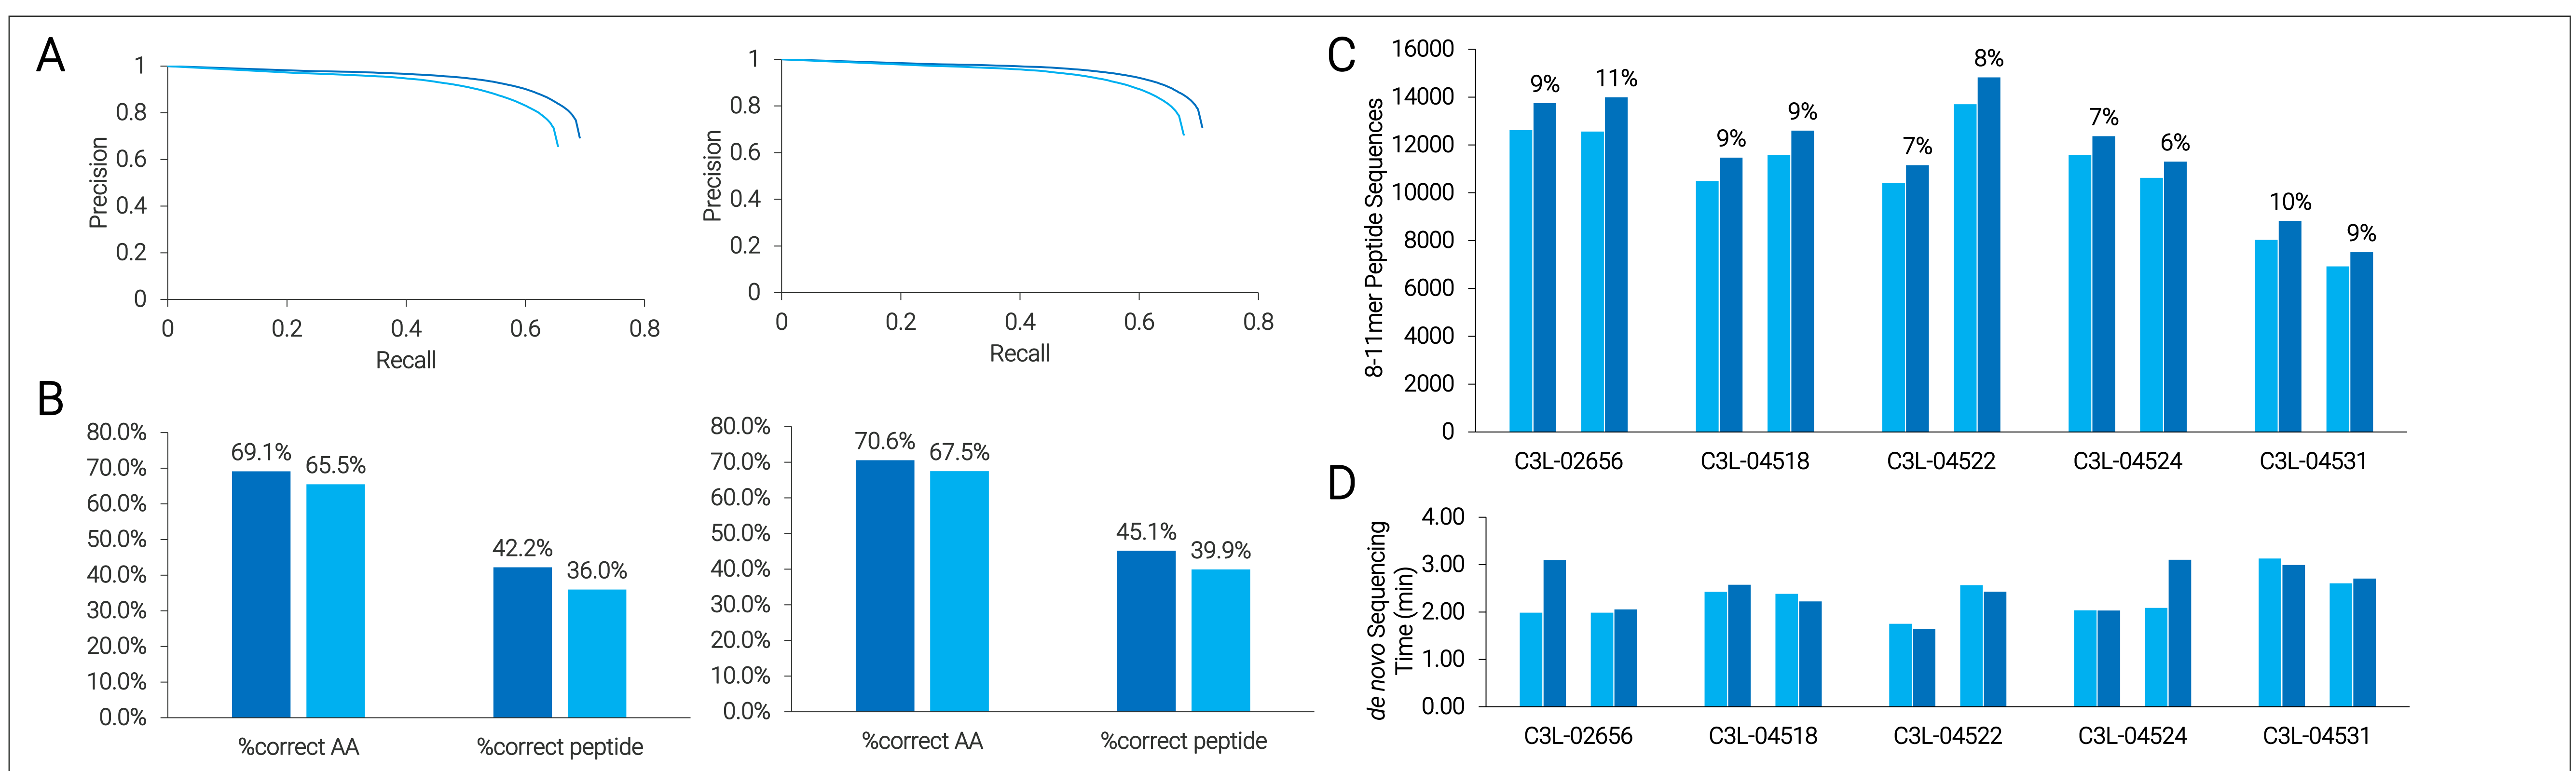 A
1
0.8
0.6
0.4
0.2
0
Precision
0 0.2 0.4 0.6 0.8
Recall
1
0.8
0.6
0.4
0.2
0
Precision
0 0.2 0.4 0.6 0.8
Recall
B
80.0%
70.0%
60.0%
50.0%
40.0%
30.0%
20.0%
10.0%
0.0%
69.1% 65.5%
42.2% 36.0%
%correct AA %correct peptide
80.0%
70.0%
60.0%
50.0%
40.0%
30.0%
20.0%
10.0%
0.0%
70.6% 67.5%
45.1% 39.9%
%correct AA %correct peptide
C
8-11mer Peptide Sequences
16000
14000
12000
10000
8000
6000
4000
2000
0
9% 11% 9% 9% 7% 8% 7% 6% 10% 9%
C3L-02656 C3L-04518 C3L-04522 C3L-04524 C3L-04531
D
de novo Sequencing
Time (min)
4.00
3.00
2.00
1.00
0.00
C3L-02656 C3L-04518 C3L-04522 C3L-04524 C3L-04531